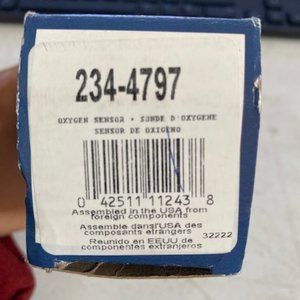 234-4797
OXYGEN SENSOR • SONDE D'OXYGENE
SENSOR DE OXIGENO
0 42511 11243 8
Assembled in the USA from
foreign components
Assemble dans l'USA des
composants etrangers
32222
Reunido en EEUU de
componentes extranjeros